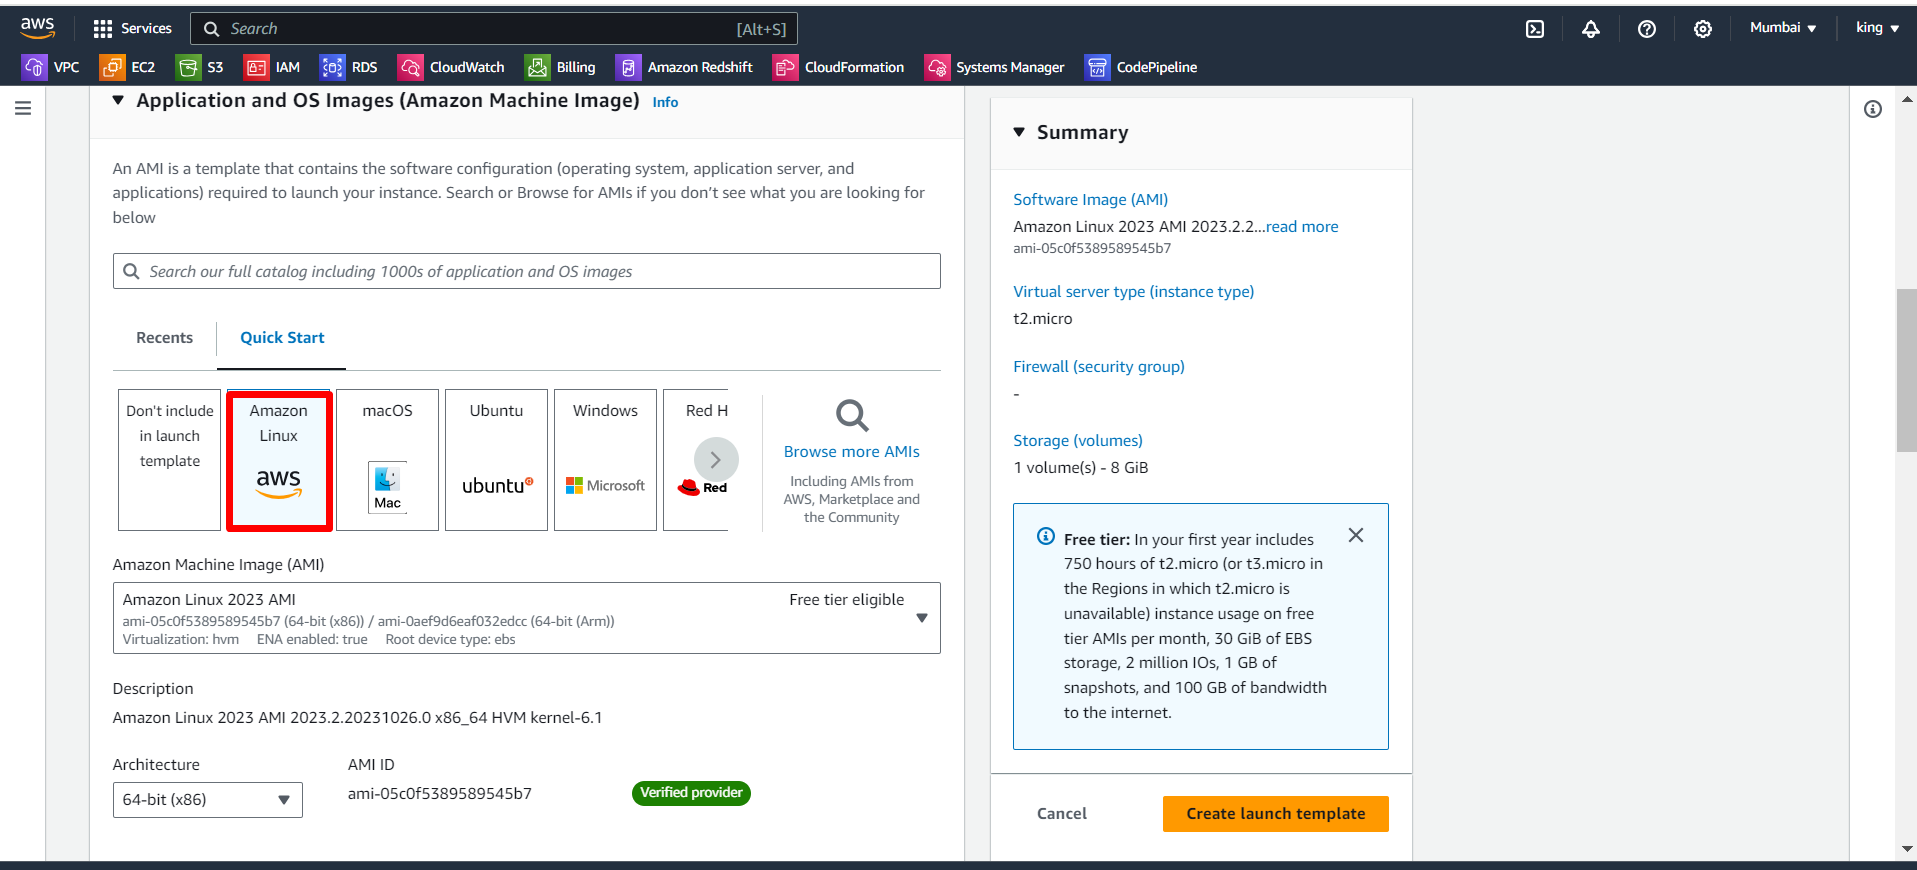 aws
Services
Search
[Alt+S]
Mumbai
king
VPC
EC2
S3
IAM
RDS
CloudWatch
Billing
Amazon Redshift
CloudFormation
Systems Manager
CodePipeline
Application and OS Images (Amazon Machine Image) Info
An AMI is a template that contains the software configuration (operating system, application server, and
applications) required to launch your instance. Search or Browse for AMIs if you don't see what you are looking for
below
Search our full catalog including 1000s of application and OS images
Recents
Quick Start
Don't include
in launch
template
Amazon
Linux
aws
macOS
Mac
Ubuntu
ubuntu
Windows
Microsoft
Red H
Red
Browse more AMIs
Including AMIs from
AWS, Marketplace and
the Community
Amazon Machine Image (AMI)
Amazon Linux 2023 AMI
Free tier eligible
ami-05c0f5389589545b7 (64-bit (x86)) / ami-0aef9d6eaf032edcc (64-bit (Arm))
Virtualization: hvm ENA enabled: true Root device type: ebs
Description
Amazon Linux 2023 AMI 2023.2.20231026.0 x86_64 HVM kernel-6.1
Architecture
64-bit (x86)
AMI ID
ami-05c0f5389589545b7
Verified provider
Summary
Software Image (AMI)
Amazon Linux 2023 AMI 2023.2.2...read more
ami-05c0f5389589545b7
Virtual server type (instance type)
t2.micro
Firewall (security group)
-
Storage (volumes)
1 volume(s) - 8 GiB
Free tier: In your first year includes
750 hours of t2.micro (or t3.micro in
the Regions in which t2.micro is
unavailable) instance usage on free
tier AMIs per month, 30 GiB of EBS
storage, 2 million IOs, 1 GB of
snapshots, and 100 GB of bandwidth
to the internet.
Cancel
Create launch template